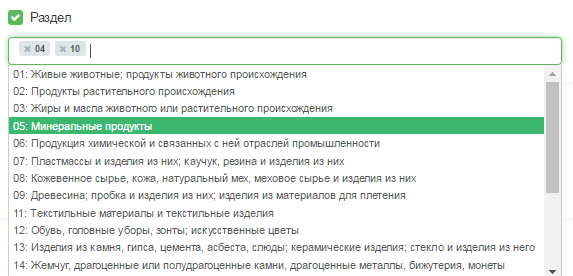 Раздел
× 04 × 10
01: Живые животные; продукты животного происхождения
02: Продукты растительного происхождения
03: Жиры и масла животного или растительного происхождения
05: Минеральные продукты
06: Продукция химической и связанных с ней отраслей промышленности
07: Пластмассы и изделия из них; каучук, резина и изделия из них
08: Кожевенное сырье, кожа, натуральный мех, меховое сырье и изделия из них
09: Древесина; пробка и изделия из них; изделия из материалов для плетения
11: Текстильные материалы и текстильные изделия
12: Обувь, головные уборы, зонты; искусственные цветы
13: Изделия из камня, гипса, цемента, асбеста, слюды; керамические изделия; стекло и изделия из него
14: Жемчуг, драгоценные или полудрагоценные камни, драгоценные металлы, бижутерия, монеты